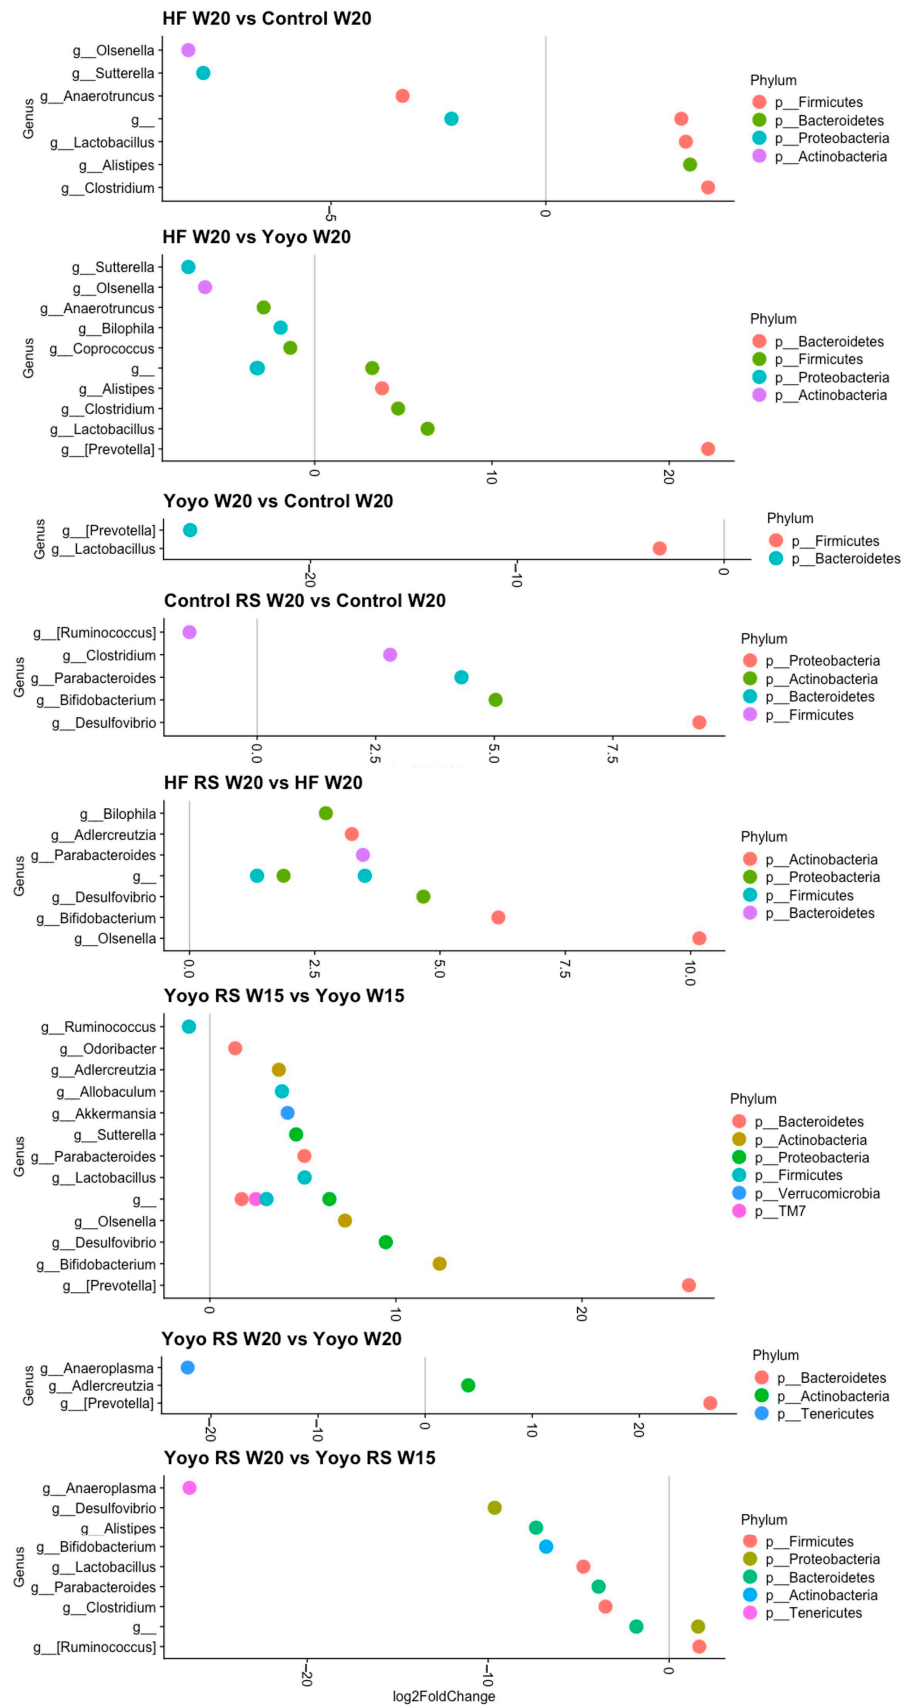 HF W20 vs Control W20
Genus
g__Olsenella
g__Sutterella
g__Anaerotruncus
g__
g__Lactobacillus
g__Alistipes
g__Clostridium
-5
0
Phylum
p__Firmicutes
p__Bacteroidetes
p__Proteobacteria
p__Actinobacteria
HF W20 vs Yoyo W20
Genus
g__Sutterella
g__Olsenella
g__Anaerotruncus
g__Bilophila
g__Coprococcus
g__
g__Alistipes
g__Clostridium
g__Lactobacillus
g__[Prevotella]
0
10
20
Phylum
p__Bacteroidetes
p__Firmicutes
p__Proteobacteria
p__Actinobacteria
Yoyo W20 vs Control W20
Genus
g__[Prevotella]
g__Lactobacillus
-20
-10
0
Phylum
p__Firmicutes
p__Bacteroidetes
Control RS W20 vs Control W20
Genus
g__[Ruminococcus]
g__Clostridium
g__Parabacteroides
g__Bifidobacterium
g__Desulfovibrio
0.0
2.5
5.0
7.5
Phylum
p__Proteobacteria
p__Actinobacteria
p__Bacteroidetes
p__Firmicutes
HF RS W20 vs HF W20
Genus
g__Bilophila
g__Adlercreutzia
g__Parabacteroides
g__
g__Desulfovibrio
g__Bifidobacterium
g__Olsenella
0.0
2.5
5.0
7.5
10.0
Phylum
p__Actinobacteria
p__Proteobacteria
p__Firmicutes
p__Bacteroidetes
Yoyo RS W15 vs Yoyo W15
Genus
g__Ruminococcus
g__Odoribacter
g__Adlercreutzia
g__Allobaculum
g__Akkermansia
g__Sutterella
g__Parabacteroides
g__Lactobacillus
g__
g__Olsenella
g__Desulfovibrio
g__Bifidobacterium
g__[Prevotella]
0
10
20
Phylum
p__Bacteroidetes
p__Actinobacteria
p__Proteobacteria
p__Firmicutes
p__Verrucomicrobia
p__TM7
Yoyo RS W20 vs Yoyo W20
Genus
g__Anaeroplasma
g__Adlercreutzia
g__[Prevotella]
-20
-10
0
10
20
Phylum
p__Bacteroidetes
p__Actinobacteria
p__Tenericutes
Yoyo RS W20 vs Yoyo RS W15
Genus
g__Anaeroplasma
g__Desulfovibrio
g__Alistipes
g__Bifidobacterium
g__Lactobacillus
g__Parabacteroides
g__Clostridium
g__
g__[Ruminococcus]
-20
-10
0
log2FoldChange
Phylum
p__Firmicutes
p__Proteobacteria
p__Bacteroidetes
p__Actinobacteria
p__Tenericutes